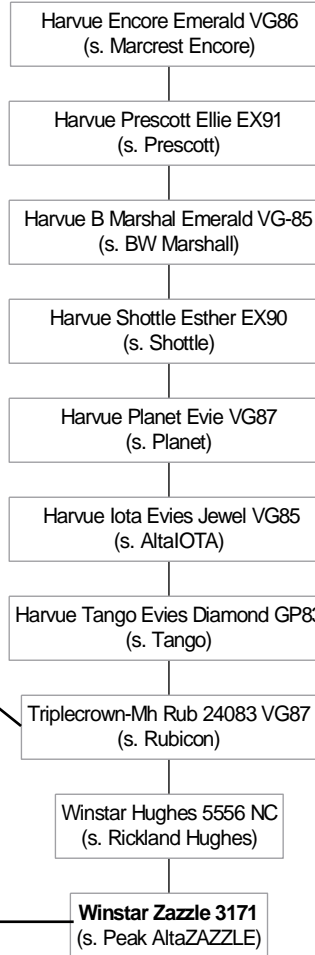 Harvue Encore Emerald VG86
(s. Marcrest Encore)
Harvue Prescott Ellie EX91
(s. Prescott)
Harvue B Marshal Emerald VG-85
(s. BW Marshall)
Harvue Shottle Esther EX90
(s. Shottle)
Harvue Planet Evie VG87
(s. Planet)
Harvue Iota Evies Jewel VG85
(s. AltaIOTA)
Harvue Tango Evies Diamond GP83
(s. Tango)
Triplecrown-Mh Rub 24083 VG87
(s. Rubicon)
Winstar Hughes 5556 NC
(s. Rickland Hughes)
Winstar Zazzle 3171
(s. Peak AltaZAZZLE)